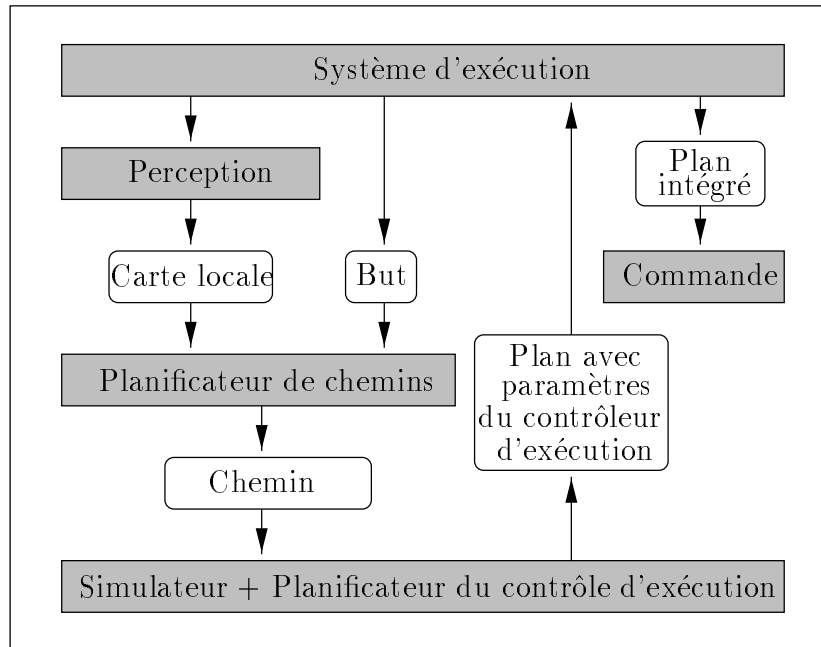 Système d'exécution
Perception
Plan
intégré
Carte locale
But
Commande
Planificateur de chemins
Plan avec
paramètres
du contrôleur
d'exécution
Chemin
Simulateur + Planificateur du contrôle d'exécution